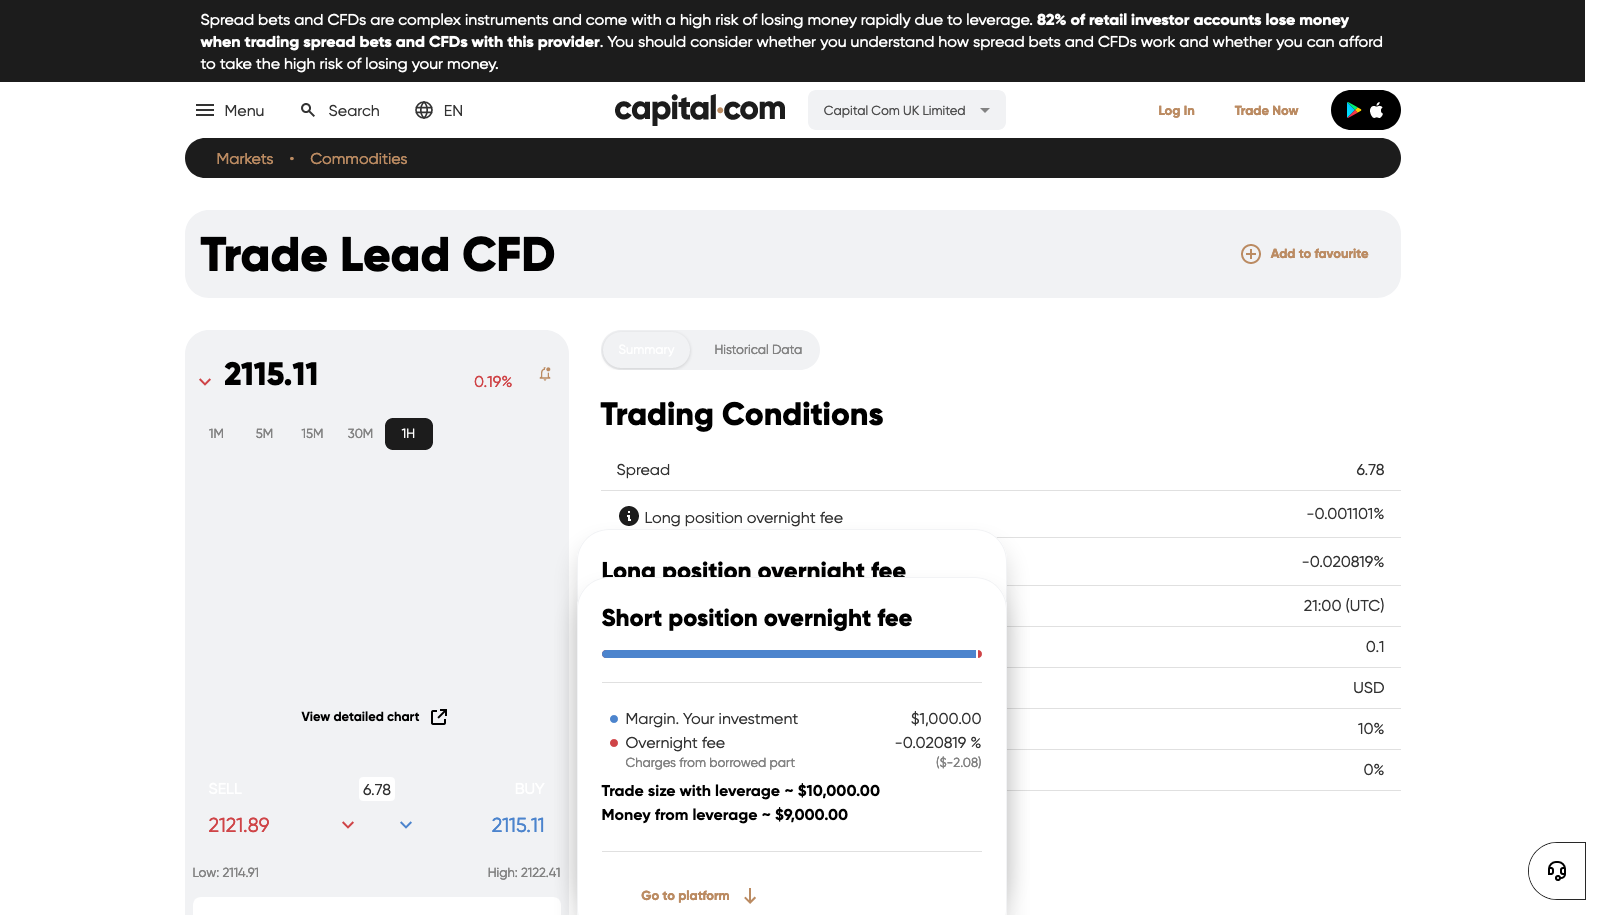 Spread bets and CFDs are complex instruments and come with a high risk of losing money rapidly due to leverage. 82% of retail investor accounts lose money
when trading spread bets and CFDs with this provider. You should consider whether you understand how spread bets and CFDs work and whether you can afford
to take the high risk of losing your money.
Menu Search EN capital.com Capital Com UK Limited Log In Trade Now
Markets • Commodities
Trade Lead CFD
Add to favourite
2115.11
0.19%
1M 5M 15M 30M 1H
View detailed chart
SELL 6.78 BUY
2121.89 2115.11
Low: 2114.91 High: 2122.41
Summary Historical Data
Trading Conditions
Spread 6.78
Long position overnight fee -0.001101%
-0.020819%
21:00 (UTC)
0.1
USD
10%
0%
Long position overnight fee
Short position overnight fee
Margin. Your investment $1,000.00
Overnight fee -0.020819 %
Charges from borrowed part ($-2.08)
Trade size with leverage ~ $10,000.00
Money from leverage ~ $9,000.00
Go to platform